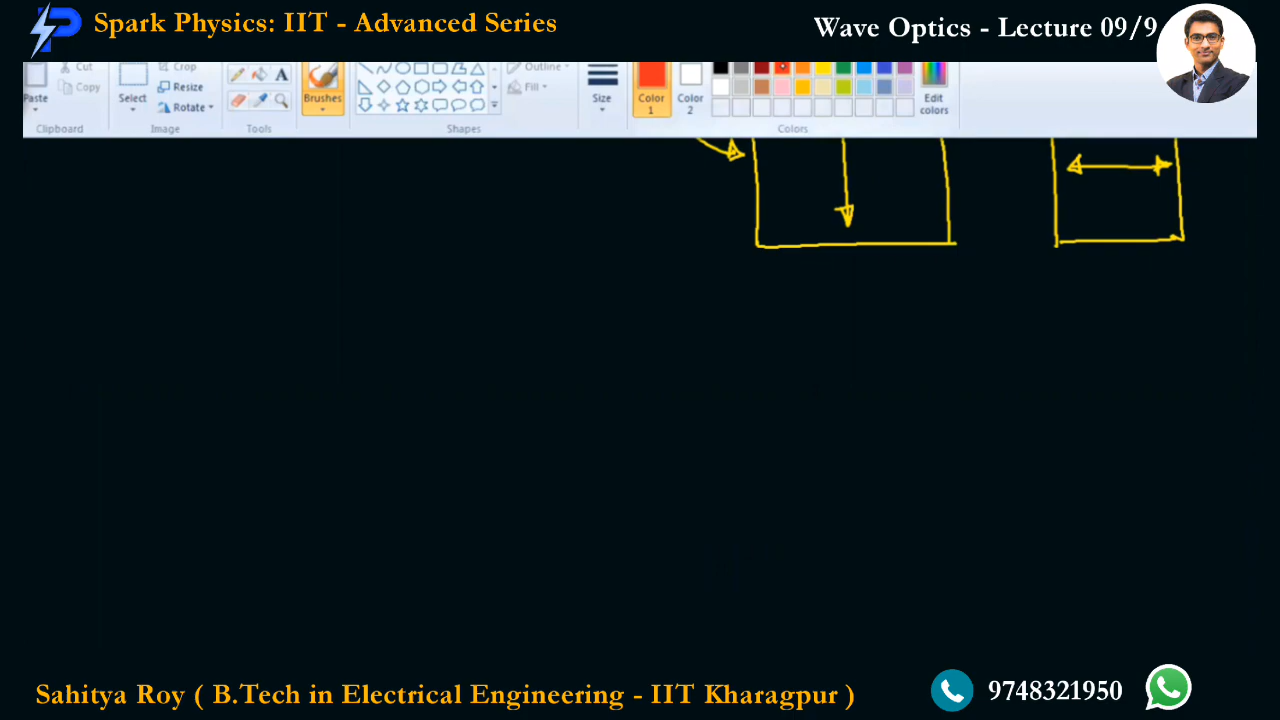 Spark Physics: IIT - Advanced Series
Wave Optics - Lecture 09/9
Paste
Cut
Copy
Clipboard
Select
Crop
Resize
Rotate
Image
A
Tools
Brushes
Shapes
Outline
Fill
Size
Color 1
Color 2
Edit colors
Colors
Sahitya Roy ( B.Tech in Electrical Engineering - IIT Kharagpur )
9748321950